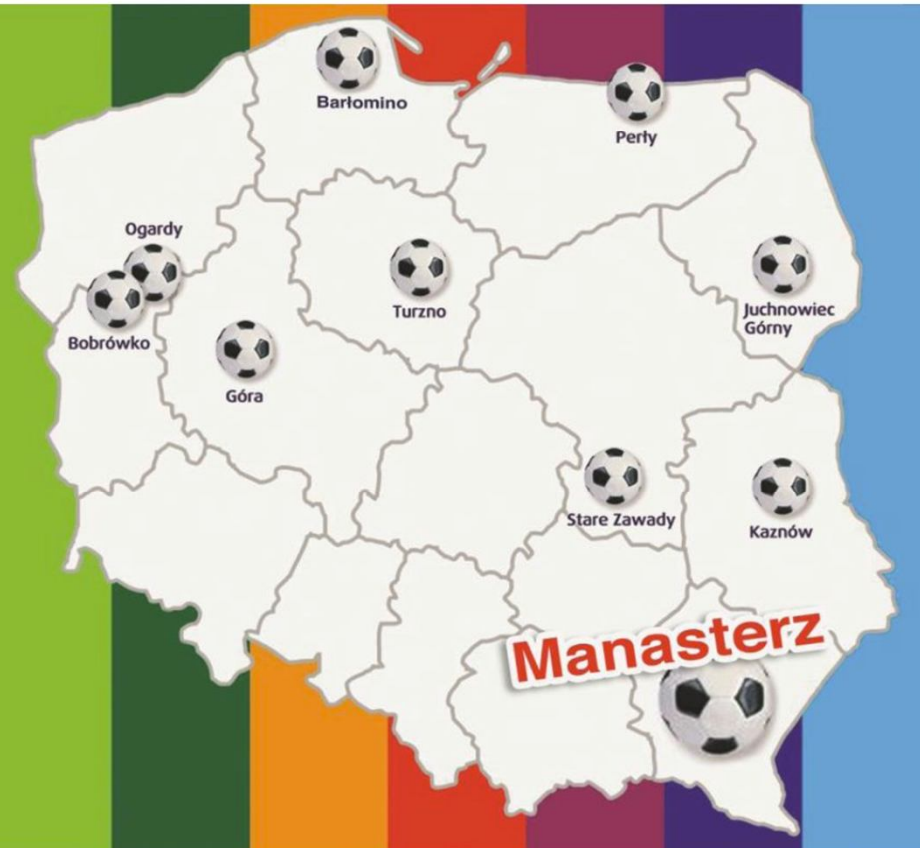 Barłomino
Perły
Ogardy
Bobrówko
Turzno
Juchnowiec
Górny
Góra
Stare Zawady
Kaznów
Manasterz